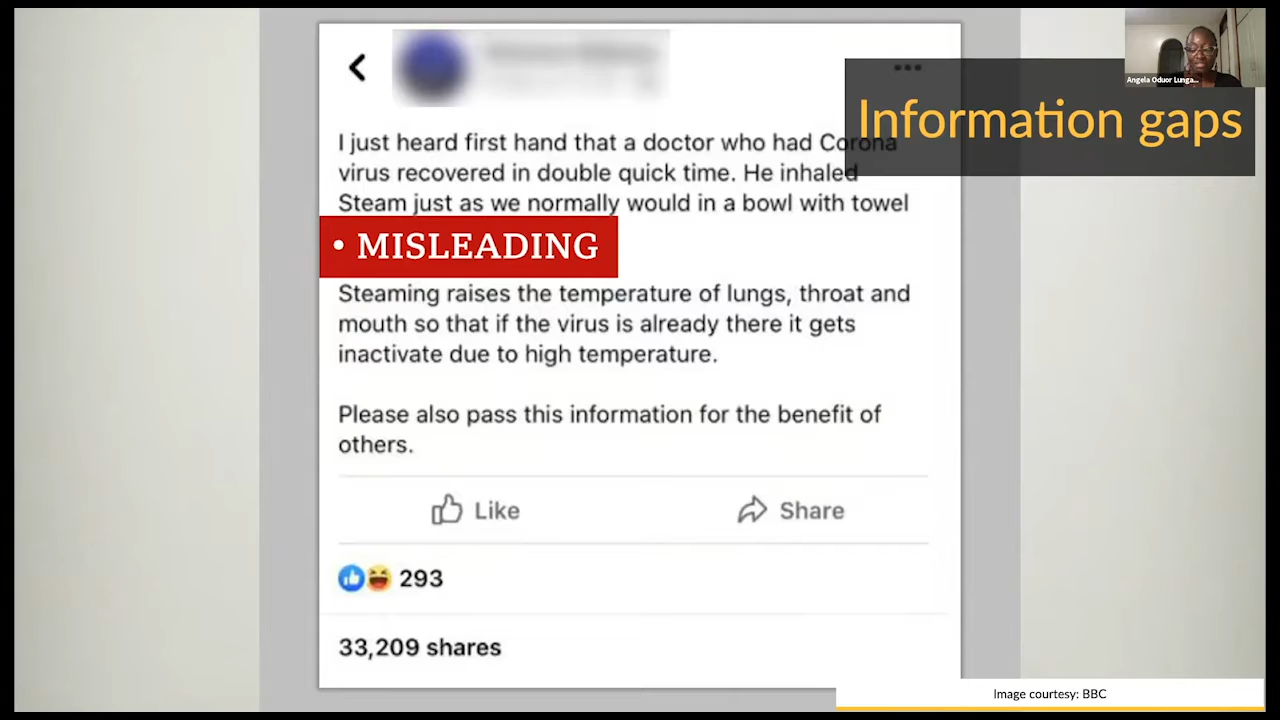 Angela Oduor Lunga...
Information gaps
I just heard first hand that a doctor who had Corona
virus recovered in double quick time. He inhaled
Steam just as we normally would in a bowl with towel
• MISLEADING
Steaming raises the temperature of lungs, throat and
mouth so that if the virus is already there it gets
inactivate due to high temperature.
Please also pass this information for the benefit of
others.
Like
Share
293
33,209 shares
Image courtesy: BBC